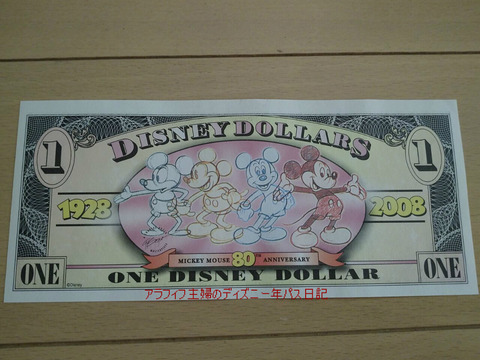 DISNEY DOLLARS
1
1
1928
2008
MICKEY MOUSE 80TH ANNIVERSARY
ONE
ONE DISNEY DOLLAR
ONE
©Disney
アラフィフ主婦のディズニー年パス日記